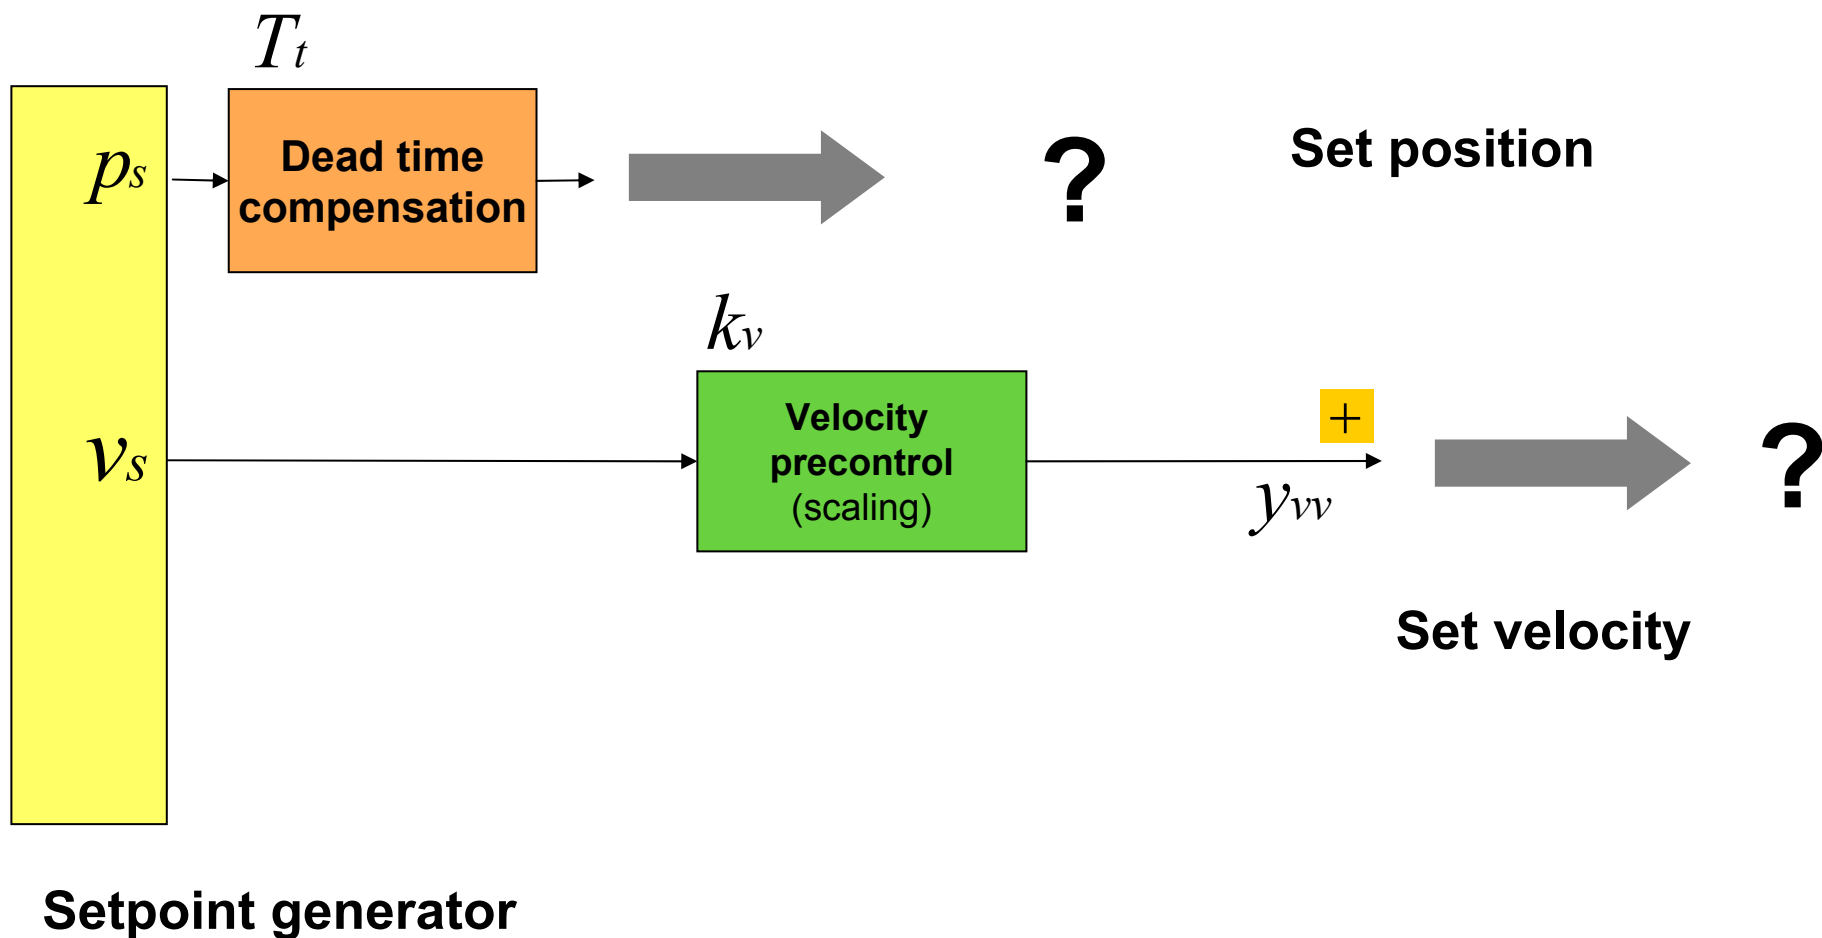 Tt
ps
Dead time
compensation
?
Set position
kv
vs
Velocity
precontrol
(scaling)
+
yvv
?
Set velocity
Setpoint generator